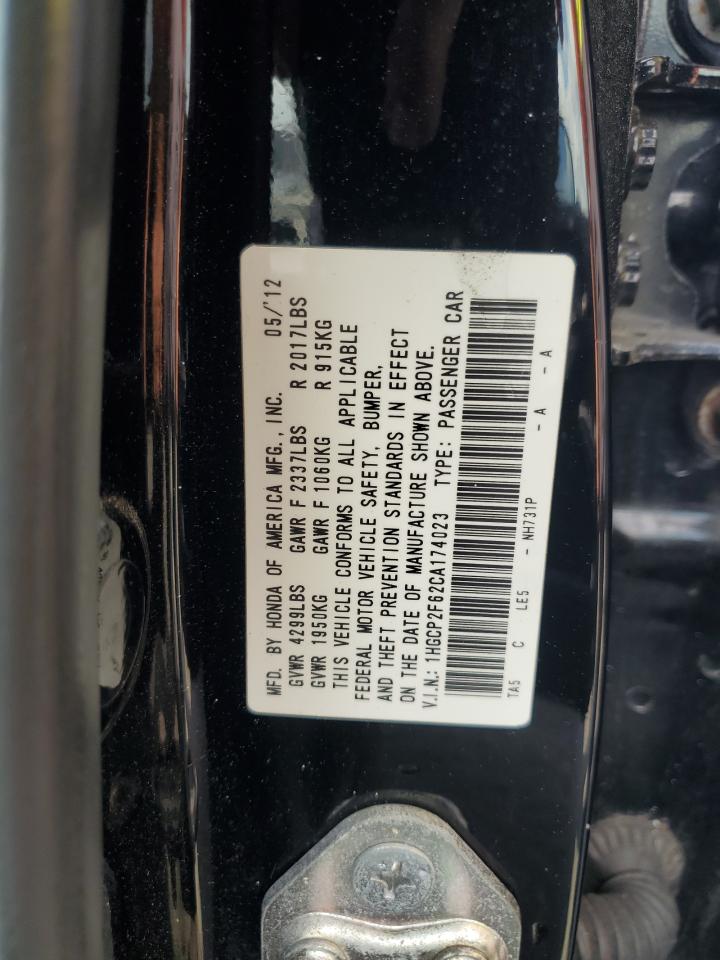 MFD. BY HONDA OF AMERICA MFG., INC. 05/'12
GVWR 4299LBS GAWR F 2337LBS R 2017LBS
GVWR 1950KG GAWR F 1060KG R 915KG
THIS VEHICLE CONFORMS TO ALL APPLICABLE
FEDERAL MOTOR VEHICLE SAFETY, BUMPER,
AND THEFT PREVENTION STANDARDS IN EFFECT
ON THE DATE OF MANUFACTURE SHOWN ABOVE.
V.I.N.: 1HGCP2F62CA174023 TYPE: PASSENGER CAR
TA5 C LE5 - NH731P - A - A